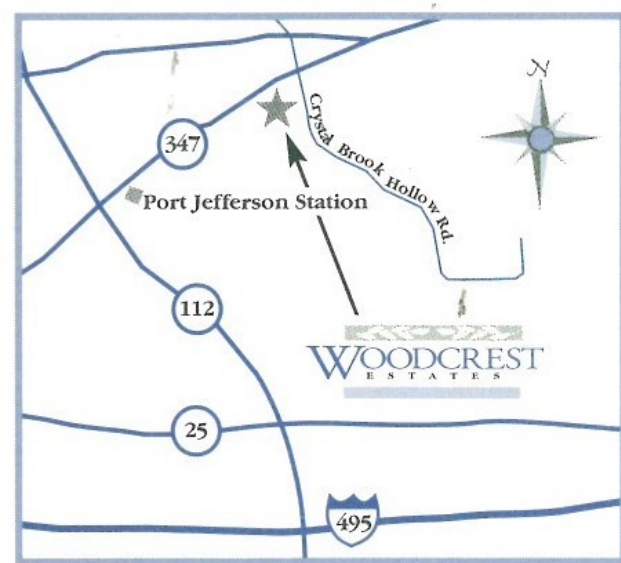 N
Crystal Brook Hollow Rd.
347
Port Jefferson Station
112
WOODCREST
ESTATES
25
495